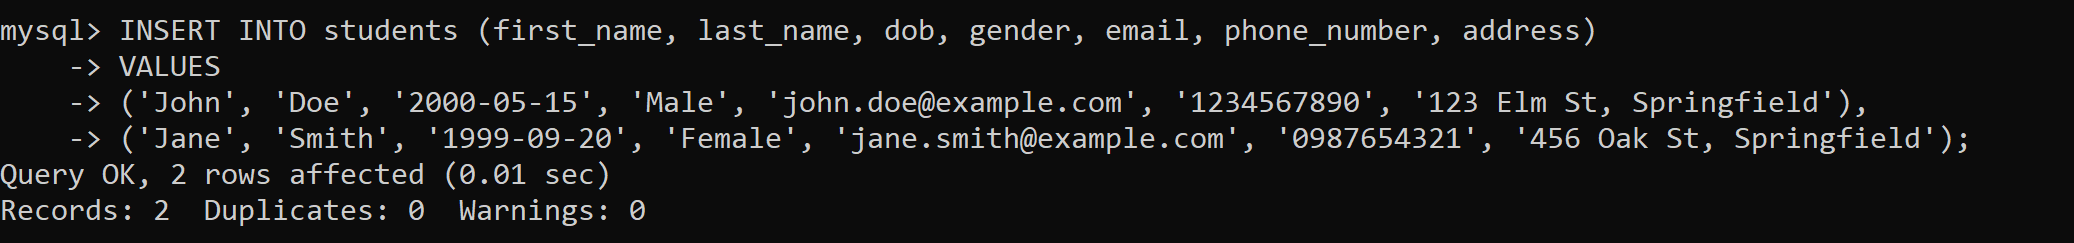 mysql> INSERT INTO students (first_name, last_name, dob, gender, email, phone_number, address)
    -> VALUES
    -> ('John', 'Doe', '2000-05-15', 'Male', 'john.doe@example.com', '1234567890', '123 Elm St, Springfield'),
    -> ('Jane', 'Smith', '1999-09-20', 'Female', 'jane.smith@example.com', '0987654321', '456 Oak St, Springfield');
Query OK, 2 rows affected (0.01 sec)
Records: 2  Duplicates: 0  Warnings: 0